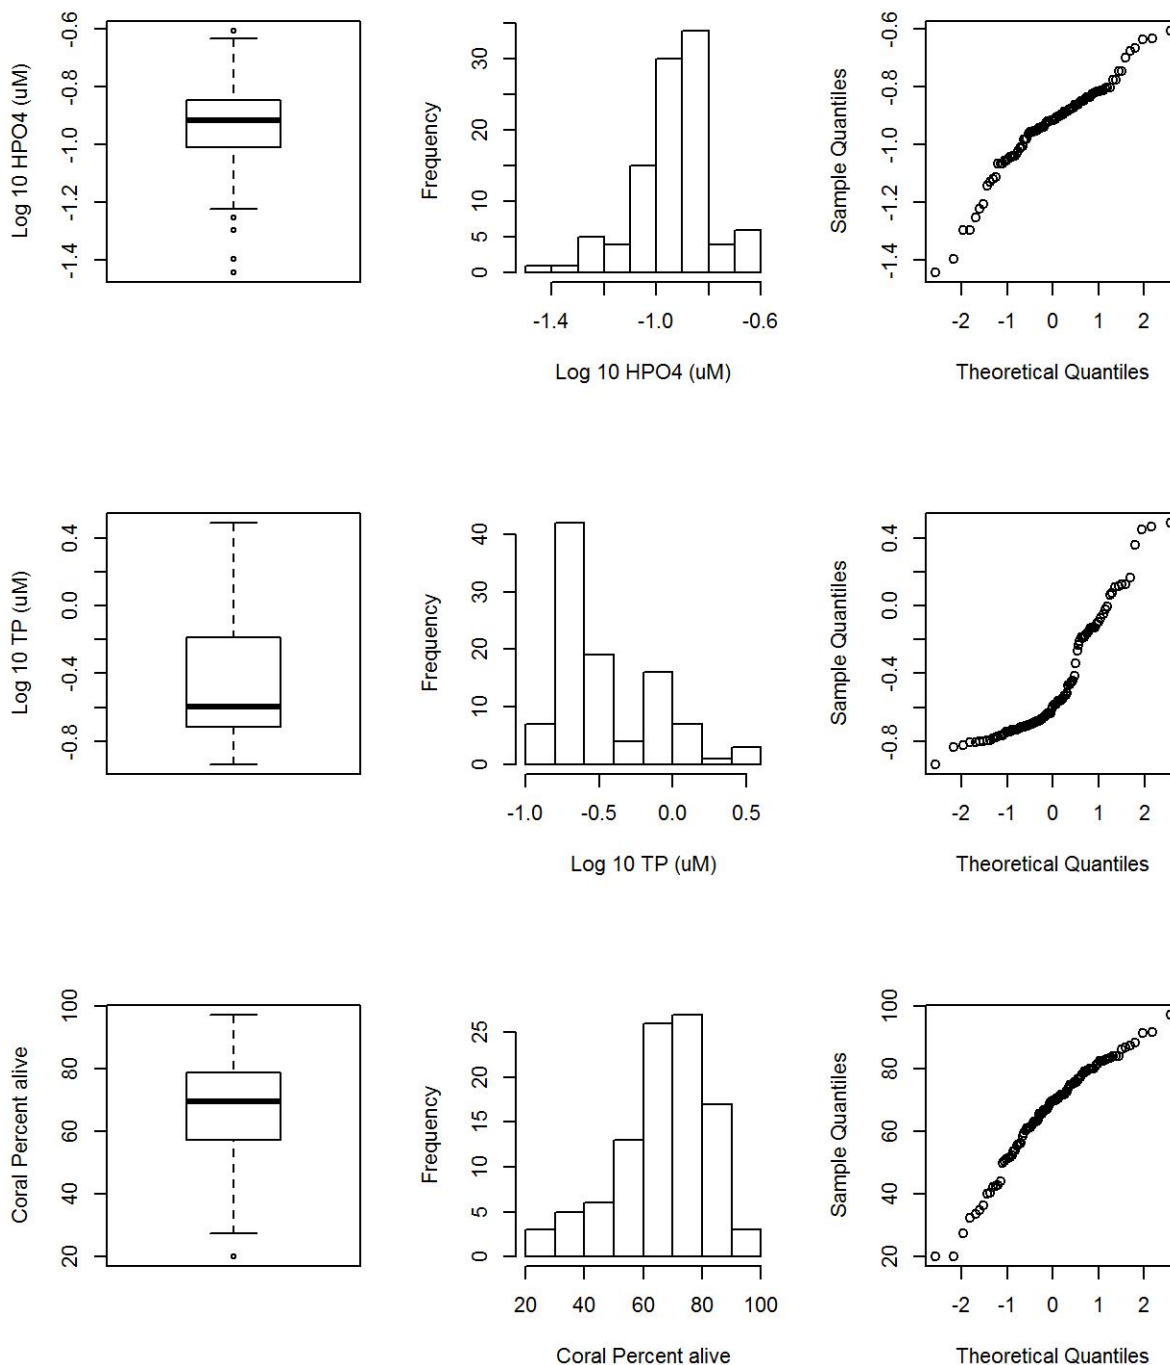 Log 10 HPO4 (uM)
-1.4 -1.2 -1.0 -0.8 -0.6
Frequency
0 5 10 20 30
-1.4 -1.0 -0.6
Log 10 HPO4 (uM)
Sample Quantiles
-1.4 -1.2 -1.0 -0.8 -0.6
-2 -1 0 1 2
Theoretical Quantiles
Log 10 TP (uM)
-0.8 -0.4 0.0 0.4
Frequency
0 10 20 30 40
-1.0 -0.5 0.0 0.5
Log 10 TP (uM)
Sample Quantiles
-0.8 -0.4 0.0 0.4
-2 -1 0 1 2
Theoretical Quantiles
Coral Percent alive
20 40 60 80 100
Frequency
0 5 10 15 20 25
20 40 60 80 100
Coral Percent alive
Sample Quantiles
20 40 60 80 100
-2 -1 0 1 2
Theoretical Quantiles